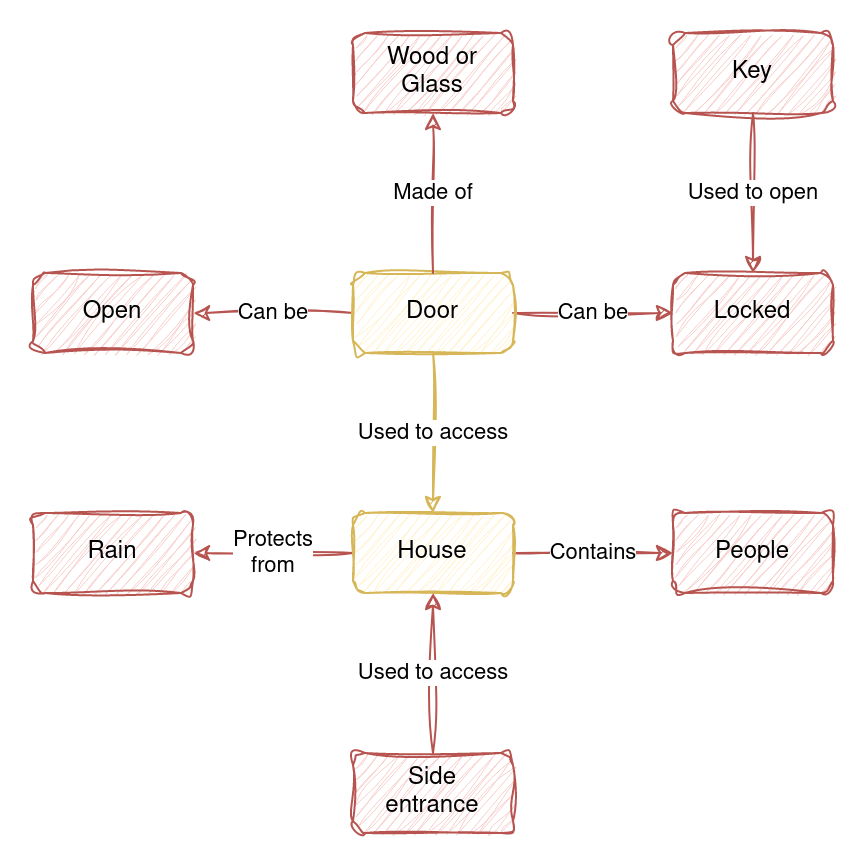 Wood or
Glass
Key
Made of
Used to open
Open
Can be
Door
Can be
Locked
Used to access
Rain
Protects
from
House
Contains
People
Used to access
Side
entrance